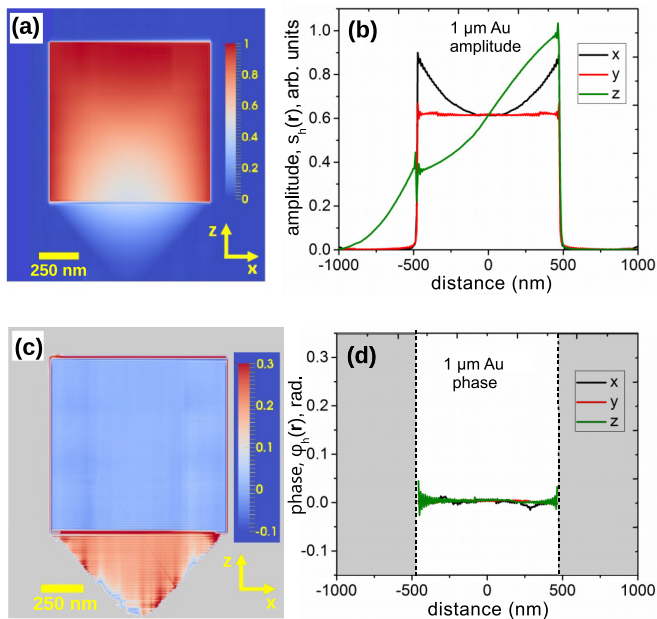 (a)
1
0.8
0.6
0.4
0.2
0
z
x
250 nm
(b)
1 μm Au
amplitude
x
y
z
amplitude, sₕ(r), arb. units
1.0
0.8
0.6
0.4
0.2
0.0
-1000 -500 0 500 1000
distance (nm)
(c)
0.3
0.2
0.1
0
-0.1
z
x
250 nm
(d)
1 μm Au
phase
x
y
z
phase, φₕ(r), rad.
0.3
0.2
0.1
0.0
-0.1
-1000 -500 0 500 1000
distance (nm)